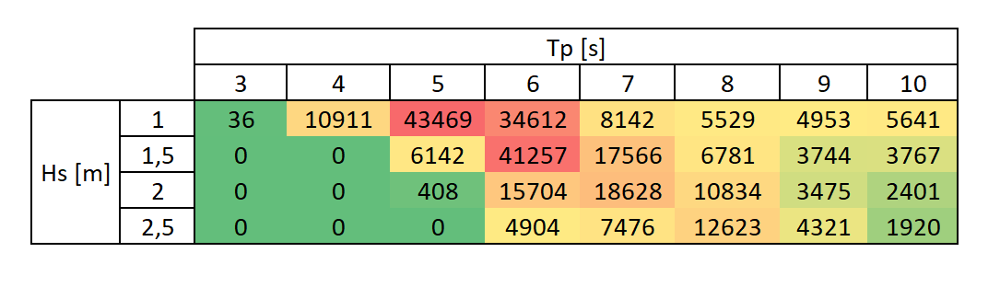 Tp [s]
3 4 5 6 7 8 9 10
Hs [m]
1 36 10911 43469 34612 8142 5529 4953 5641
1,5 0 0 6142 41257 17566 6781 3744 3767
2 0 0 408 15704 18628 10834 3475 2401
2,5 0 0 0 4904 7476 12623 4321 1920